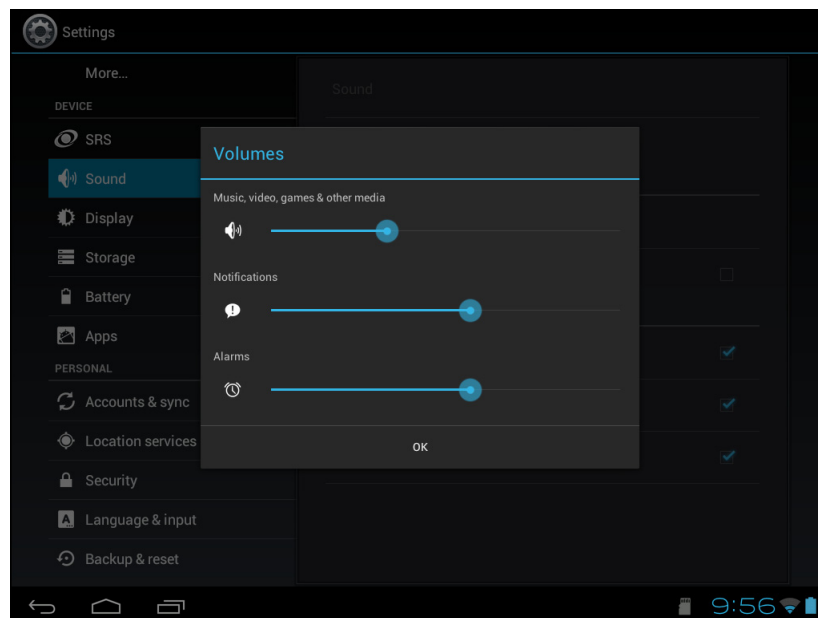 Settings
More...
DEVICE
SRS
Sound
Display
Storage
Battery
Apps
PERSONAL
Accounts & sync
Location services
Security
Language & input
Backup & reset
Sound
Volumes
Music, video, games & other media
Notifications
Alarms
OK
9:56